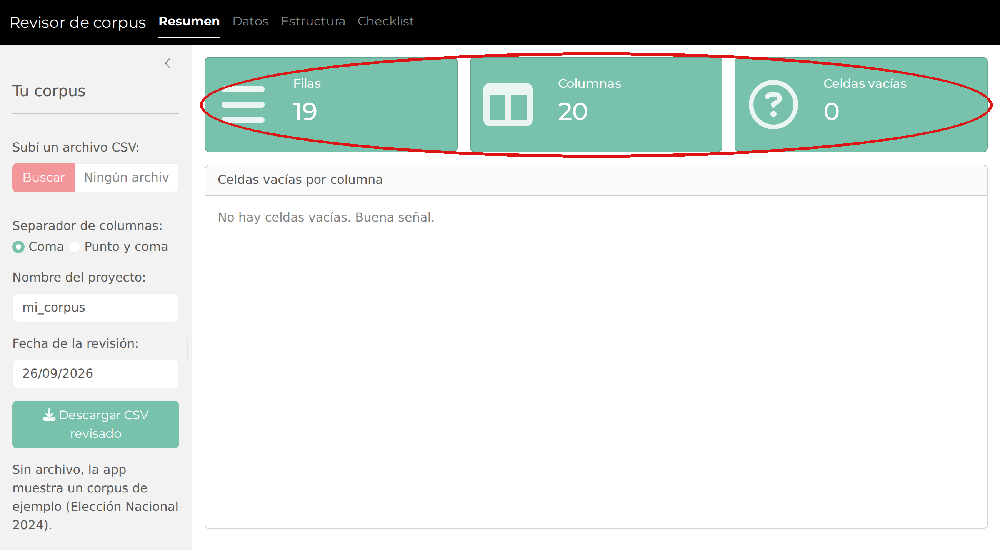 Revisor de corpus Resumen Datos Estructura Checklist
Tu corpus
Subí un archivo CSV:
Buscar Ningún archiv
Separador de columnas:
Coma Punto y coma
Nombre del proyecto:
mi_corpus
Fecha de la revisión:
26/09/2026
Descargar CSV
revisado
Sin archivo, la app
muestra un corpus de
ejemplo (Elección Nacional
2024).
Filas
19
Columnas
20
Celdas vacías
0
Celdas vacías por columna
No hay celdas vacías. Buena señal.